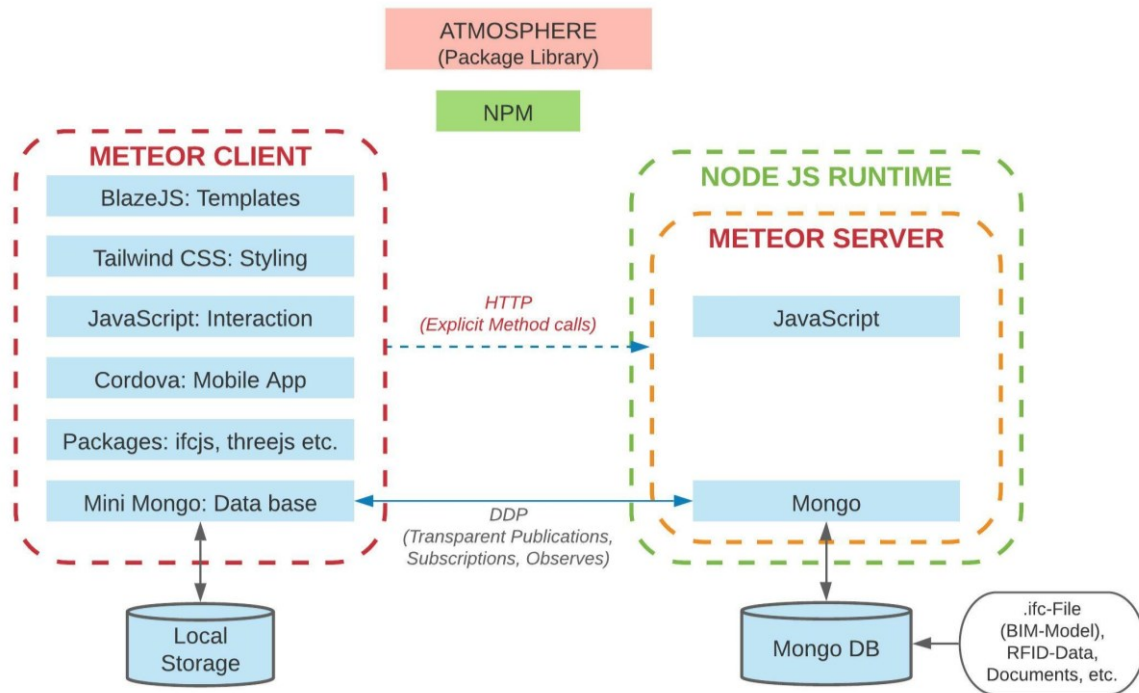 ATMOSPHERE
(Package Library)
NPM
METEOR CLIENT
BlazeJS: Templates
Tailwind CSS: Styling
JavaScript: Interaction
Cordova: Mobile App
Packages: ifcjs, threejs etc.
Mini Mongo: Data base
HTTP
(Explicit Method calls)
DDP
(Transparent Publications,
Subscriptions, Observes)
NODE JS RUNTIME
METEOR SERVER
JavaScript
Mongo
Local
Storage
Mongo DB
.ifc-File
(BIM-Model),
RFID-Data,
Documents, etc.